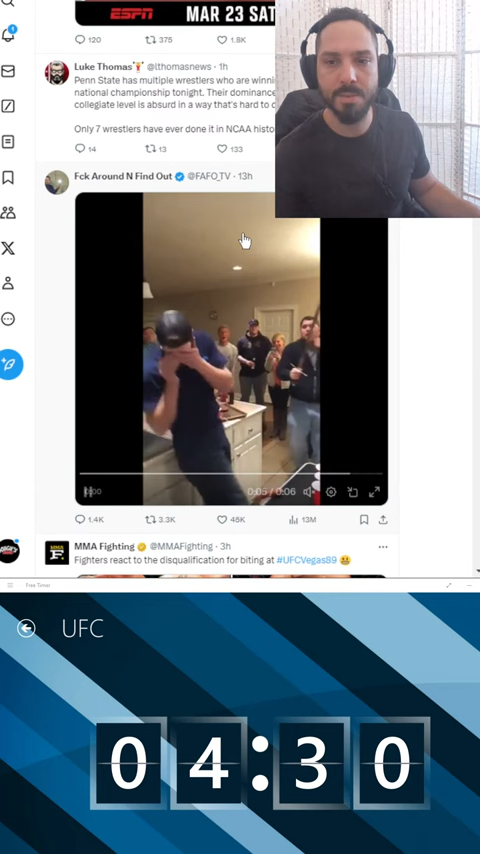 ESPN MAR 23 SAT
120 375 1.8K
Luke Thomas @lthomasnews · 1h
Penn State has multiple wrestlers who are winni
national championship tonight. Their dominance
collegiate level is absurd in a way that's hard to c
Only 7 wrestlers have ever done it in NCAA histo
14 13 133
Fck Around N Find Out @FAFO_TV · 13h
0:05 / 0:06
1.4K 3.3K 45K 13M
MMA Fighting @MMAFighting · 3h
Fighters react to the disqualification for biting at #UFCVegas89
Free Timer
UFC
04:30